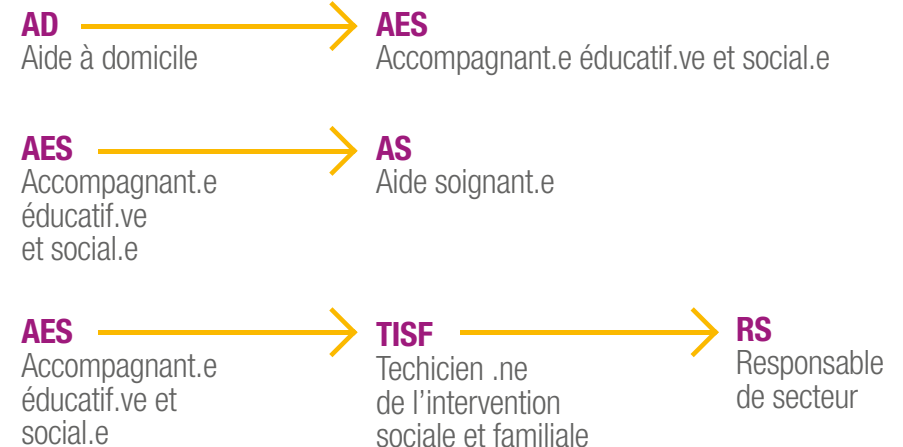 AD
Aide à domicile
AES
Accompagnant.e éducatif.ve et social.e
AES
Accompagnant.e
éducatif.ve
et social.e
AS
Aide soignant.e
AES
Accompagnant.e
éducatif.ve et
social.e
TISF
Techicien .ne
de l’intervention
sociale et familiale
RS
Responsable
de secteur